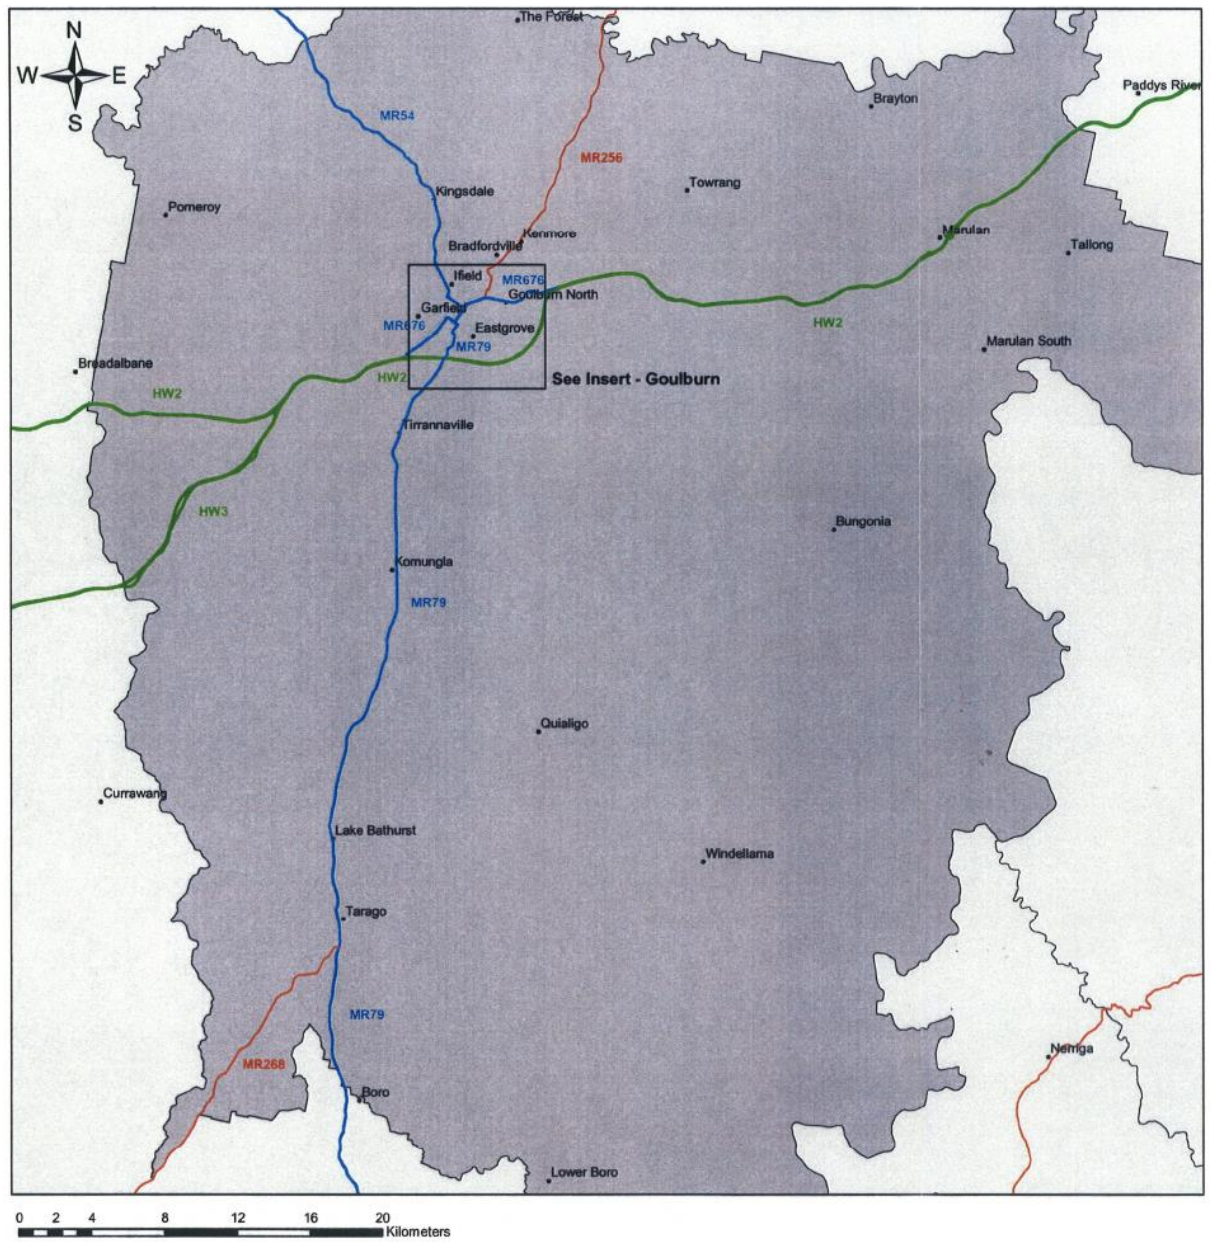 The Forest
N
W E
S
Paddys River
Brayton
MR54
MR256
Kingsdale
Towrang
Pomeroy
Kenmore
Marulan
Bradfordville
Tallong
Ifield
MR676
Goulburn North
Garfield
MR676
Eastgrove
HW2
MR79
Marulan South
Breadalbane
HW2
See Insert - Goulburn
HW2
Tirrannaville
HW3
Bungonia
Komungla
MR79
Quialigo
Currawang
Lake Bathurst
Windellama
Tarago
MR79
Nerriga
MR268
Boro
Lower Boro
0 2 4 8 12 16 20
Kilometers